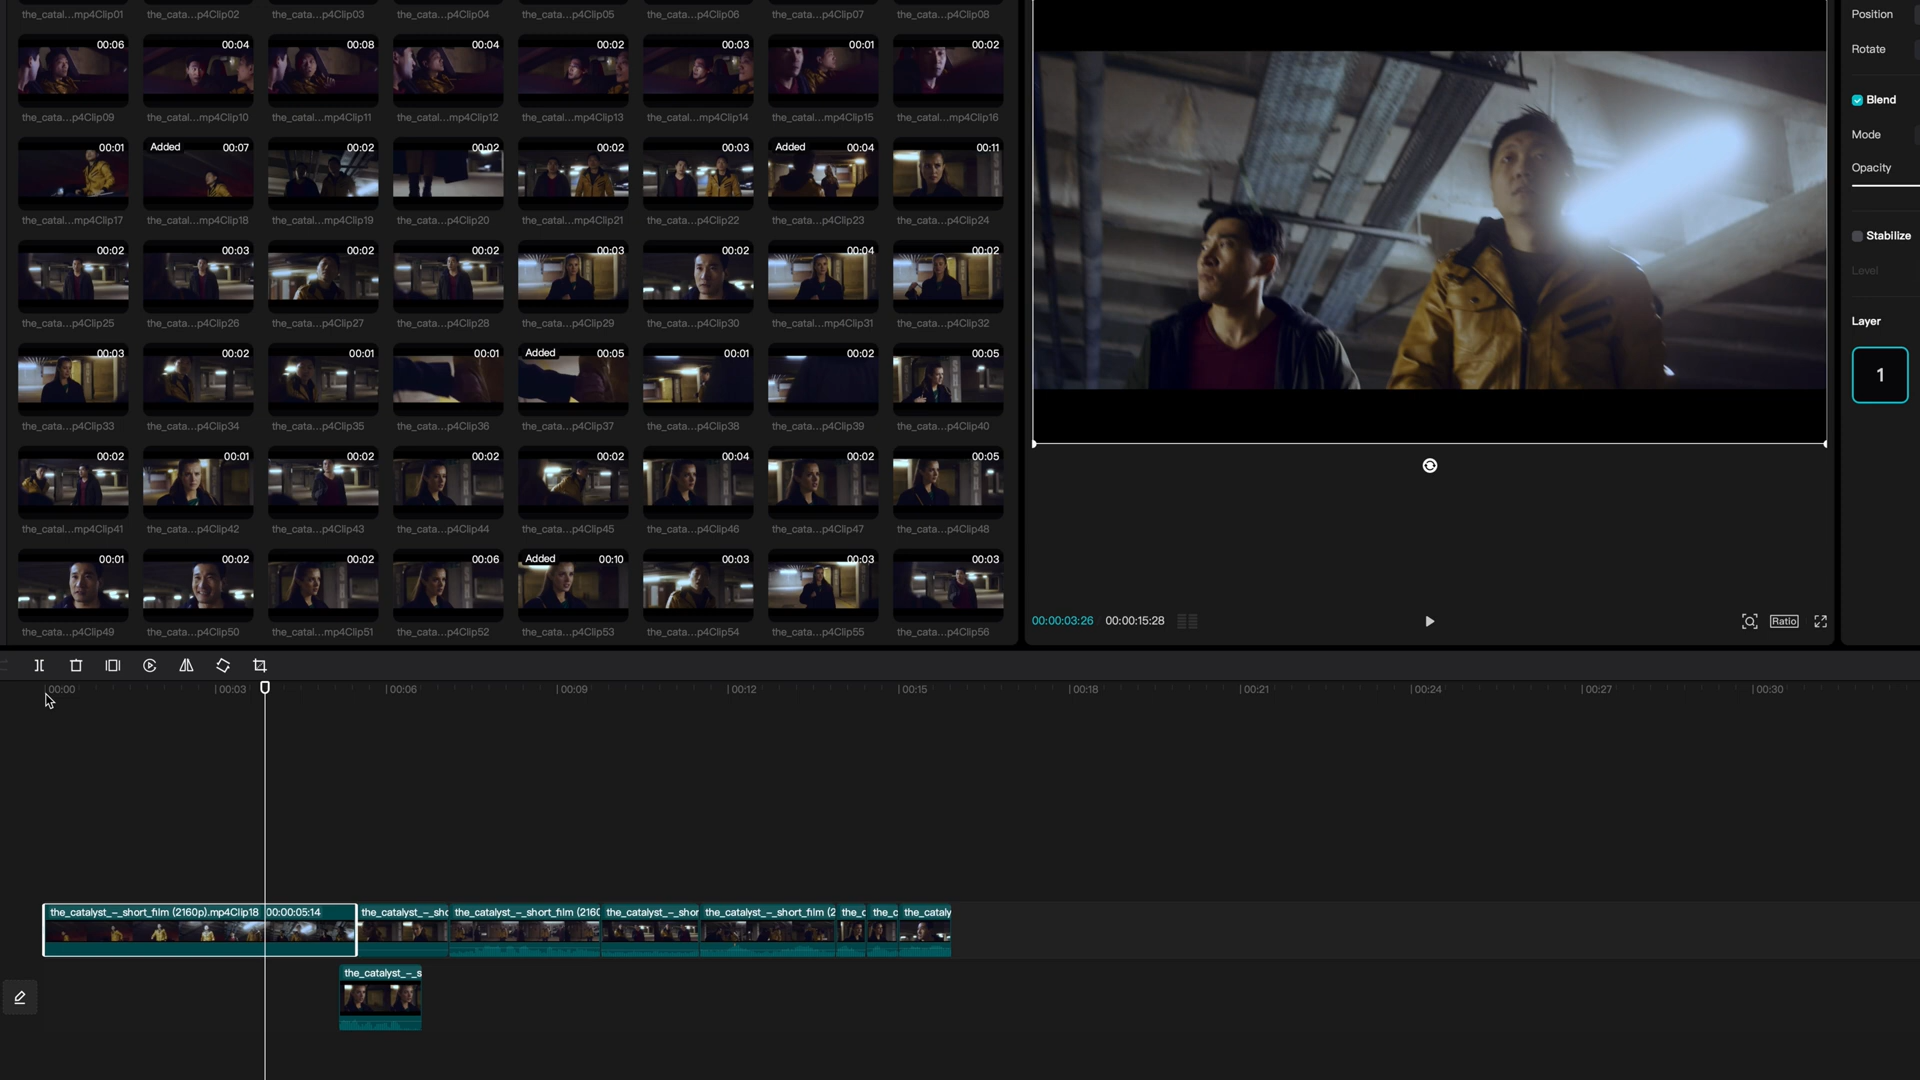 the_catal...mp4Clip01 the_cata...p4Clip02 the_cata...p4Clip03 the_cata...p4Clip04 the_cata...p4Clip05 the_cata...p4Clip06 the_cata...p4Clip07 the_cata...p4Clip08
00:06 00:04 00:08 00:04 00:02 00:03 00:01 00:02
the_cata...p4Clip09 the_catal...mp4Clip10 the_catal...mp4Clip11 the_catal...mp4Clip12 the_catal...mp4Clip13 the_catal...mp4Clip14 the_catal...mp4Clip15 the_catal...mp4Clip16
00:01 Added 00:07 00:02 00:02 00:02 00:03 Added 00:04 00:11
the_catal...mp4Clip17 the_catal...mp4Clip18 the_catal...mp4Clip19 the_cata...p4Clip20 the_catal...mp4Clip21 the_cata...p4Clip22 the_cata...p4Clip23 the_cata...p4Clip24
00:02 00:03 00:02 00:02 00:03 00:02 00:04 00:02
the_cata...p4Clip25 the_cata...p4Clip26 the_cata...p4Clip27 the_cata...p4Clip28 the_cata...p4Clip29 the_cata...p4Clip30 the_catal...mp4Clip31 the_cata...p4Clip32
00:03 00:02 00:01 00:01 Added 00:05 00:01 00:02 00:05
the_cata...p4Clip33 the_cata...p4Clip34 the_cata...p4Clip35 the_cata...p4Clip36 the_cata...p4Clip37 the_cata...p4Clip38 the_cata...p4Clip39 the_cata...p4Clip40
00:02 00:01 00:02 00:02 00:02 00:04 00:02 00:05
the_catal...mp4Clip41 the_cata...p4Clip42 the_cata...p4Clip43 the_cata...p4Clip44 the_cata...p4Clip45 the_cata...p4Clip46 the_cata...p4Clip47 the_cata...p4Clip48
00:01 00:02 00:02 00:06 Added 00:10 00:03 00:03 00:03
the_cata...p4Clip49 the_cata...p4Clip50 the_catal...mp4Clip51 the_cata...p4Clip52 the_cata...p4Clip53 the_cata...p4Clip54 the_cata...p4Clip55 the_cata...p4Clip56
00:00:03:26 00:00:15:28
Ratio
Position
Rotate
Blend
Mode
Opacity
Stabilize
Level
Layer
1
00:00 00:03 00:06 00:09 00:12 00:15 00:18 00:21 00:24 00:27 00:30
the_catalyst_-_short_film (2160p).mp4Clip18 00:00:05:14 the_catalyst_-_sho the_catalyst_-_short_film (2160 the_catalyst_-_shor the_catalyst_-_short_film (2 the_c the_c the_cataly
the_catalyst_-_s